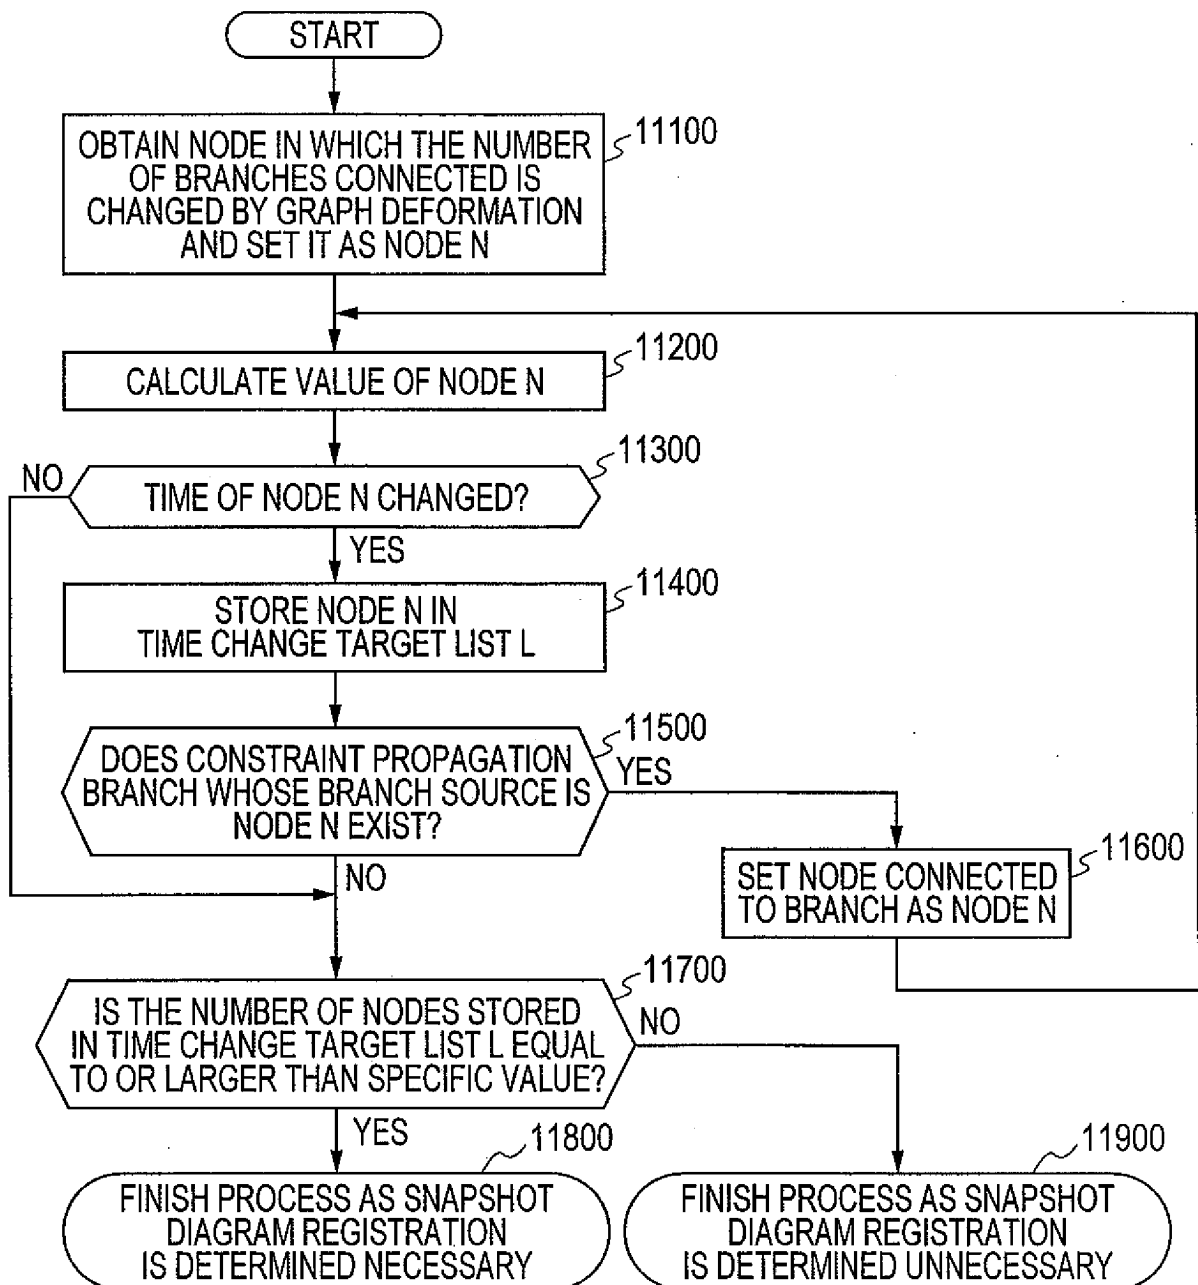 START
OBTAIN NODE IN WHICH THE NUMBER
OF BRANCHES CONNECTED IS
CHANGED BY GRAPH DEFORMATION
AND SET IT AS NODE N
11100
CALCULATE VALUE OF NODE N
11200
TIME OF NODE N CHANGED?
11300
NO
YES
STORE NODE N IN
TIME CHANGE TARGET LIST L
11400
DOES CONSTRAINT PROPAGATION
BRANCH WHOSE BRANCH SOURCE IS
NODE N EXIST?
11500
YES
NO
SET NODE CONNECTED
TO BRANCH AS NODE N
11600
IS THE NUMBER OF NODES STORED
IN TIME CHANGE TARGET LIST L EQUAL
TO OR LARGER THAN SPECIFIC VALUE?
11700
NO
YES
FINISH PROCESS AS SNAPSHOT
DIAGRAM REGISTRATION
IS DETERMINED NECESSARY
11800
FINISH PROCESS AS SNAPSHOT
DIAGRAM REGISTRATION
IS DETERMINED UNNECESSARY
11900